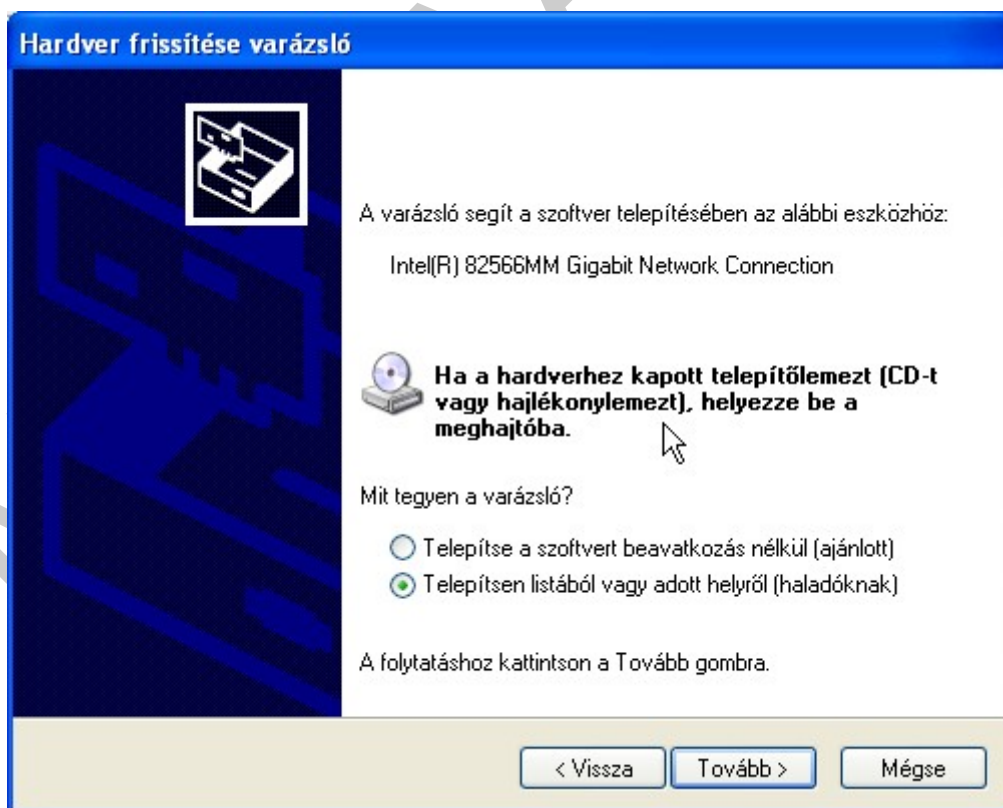 Hardver frissítése varázsló
A varázsló segít a szoftver telepítésében az alábbi eszközhöz:
Intel(R) 82566MM Gigabit Network Connection
Ha a hardverhez kapott telepítőlemezt (CD-t
vagy hajlékonylemezt), helyezze be a
meghajtóba.
Mit tegyen a varázsló?
Telepítse a szoftvert beavatkozás nélkül (ajánlott)
Telepítsen listából vagy adott helyről (haladóknak)
A folytatáshoz kattintson a Tovább gombra.
< Vissza
Tovább >
Mégse